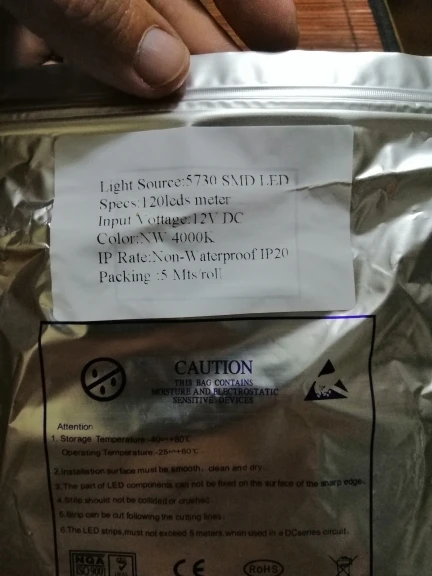 Light Source:5730 SMD LED
Specs:120leds meter
Input Vottage:12V DC
Color:NW 4000K
IP Rate:Non-Waterproof IP20
Packing :5 Mts/roll
CAUTION
THIS BAG CONTAINS
MOISTURE AND ELECTROSTATIC
SENSITIVE DEVICES
Attention
1. Storage Temperature:-40~+80℃
Operating Temperature:-25~+60℃
2.Installation surface must be smooth, clean and dry.
3.The part of LED components can not be fixed on the surface of the sharp edge.
4.Strip should not be collided or crushed.
5.Strip can be cut following the cutting lines.
6.The LED strips,must not exceed 5 meters,when used in a DCseries circuit.
NQA
ISO 9001
CE
RoHS